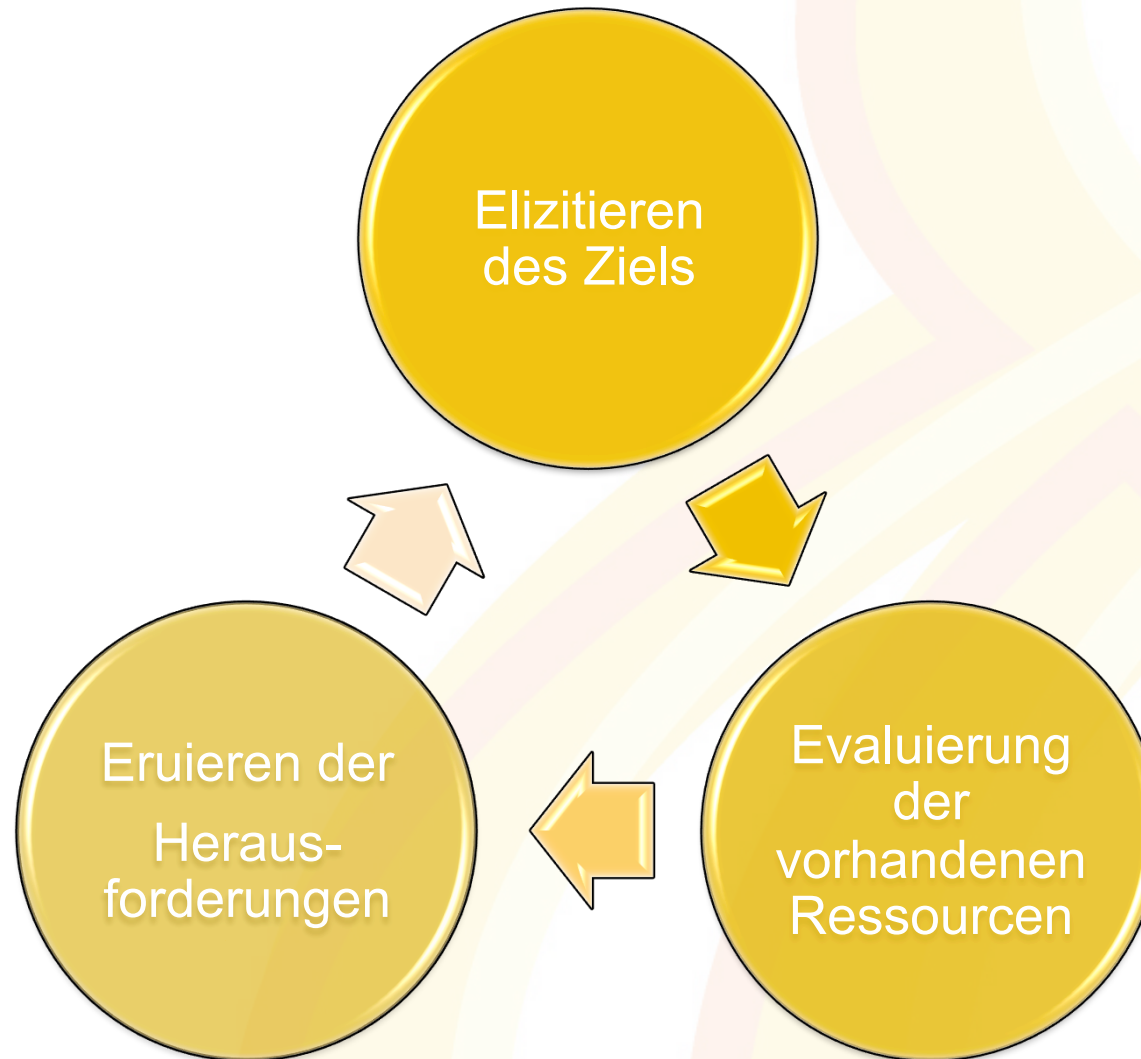 Elizitieren
des Ziels
Evaluierung
der
vorhandenen
Ressourcen
Eruieren der
Heraus-
forderungen